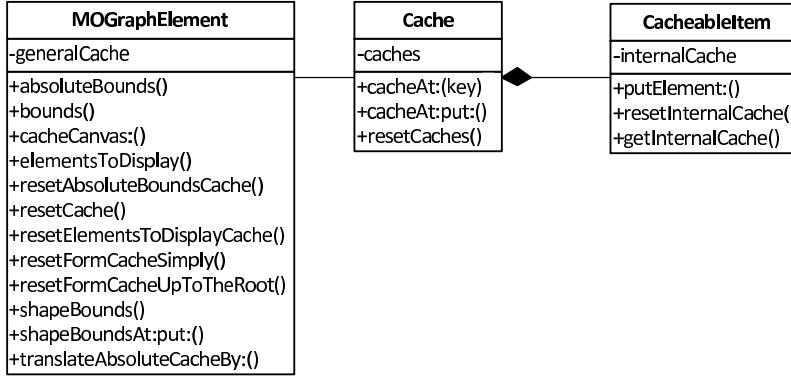 MOGraphElement
-generalCache
+absoluteBounds()
+bounds()
+cacheCanvas:()
+elementsToDisplay()
+resetAbsoluteBoundsCache()
+resetCache()
+resetElementsToDisplayCache()
+resetFormCacheSimply()
+resetFormCacheUpToTheRoot()
+shapeBounds()
+shapeBoundsAt:put:()
+translateAbsoluteCacheBy:()
Cache
-caches
+cacheAt:(key)
+cacheAt:put:()
+resetCaches()
CacheableItem
-internalCache
+putElement:()
+resetInternalCache(
+getInternalCache()